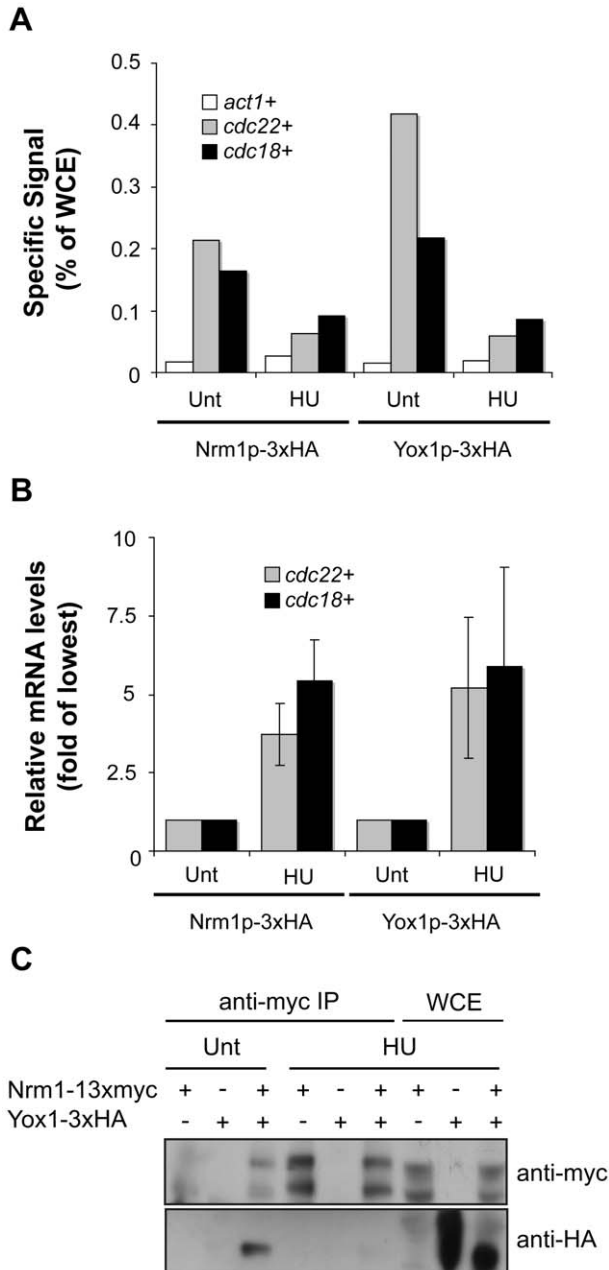 A
Specific Signal
(% of WCE)
0.5
0.4
0.3
0.2
0.1
0
act1+
cdc22+
cdc18+
Unt HU Unt HU
Nrm1p-3xHA Yox1p-3xHA
B
Relative mRNA levels
(fold of lowest)
10
7.5
5
2.5
0
cdc22+
cdc18+
Unt HU Unt HU
Nrm1p-3xHA Yox1p-3xHA
C
anti-myc IP WCE
Unt HU
Nrm1-13xmyc + - + + - + + - +
Yox1-3xHA - + + - + + - + +
anti-myc
anti-HA